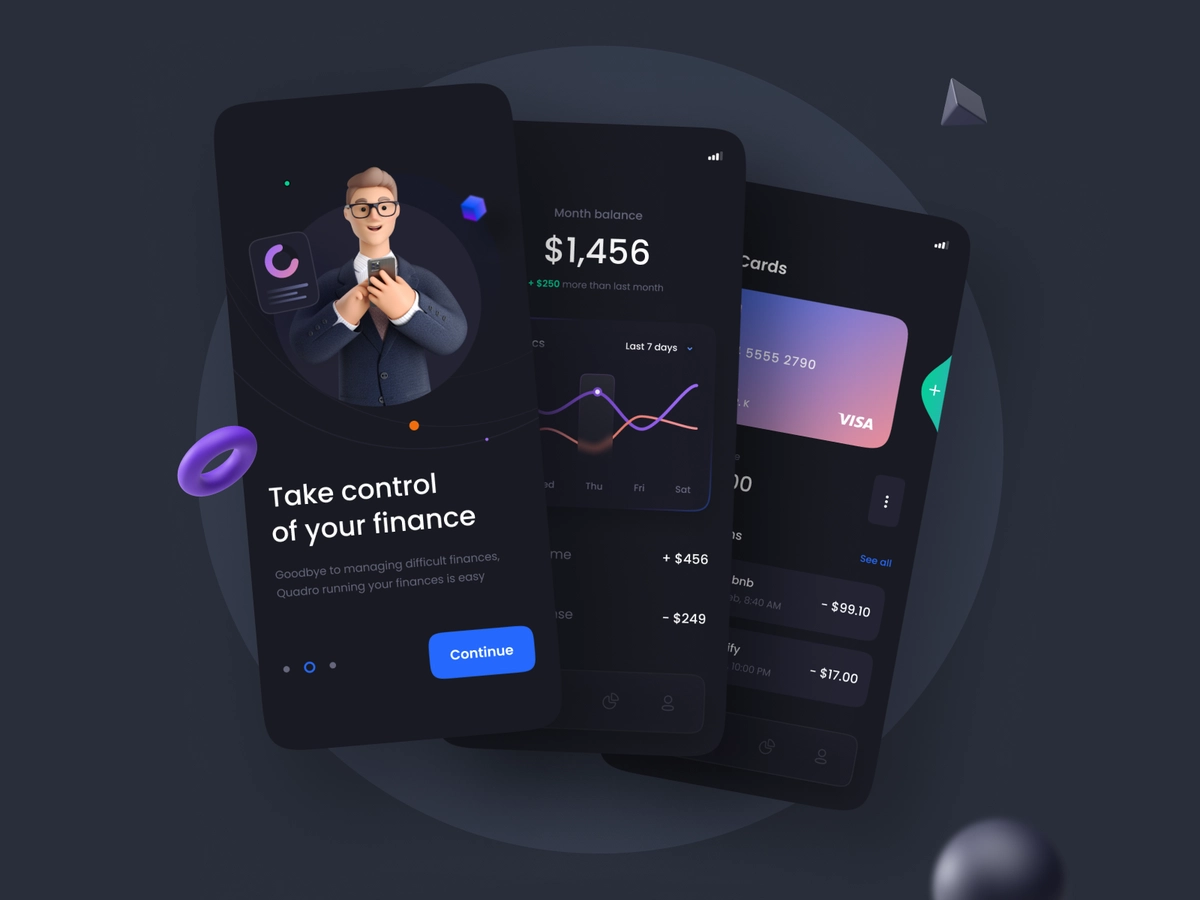 Take control
of your finance
Goodbye to managing difficult finances,
Quadro running your finances is easy
Continue
Month balance
$1,456
+ $250 more than last month
cs
Last 7 days
ed Thu Fri Sat
me + $456
nse - $249
Cards
5555 2790
. K
VISA
00
ns
See all
bnb
eb, 8:40 AM
- $99.10
ify
10:00 PM
- $17.00